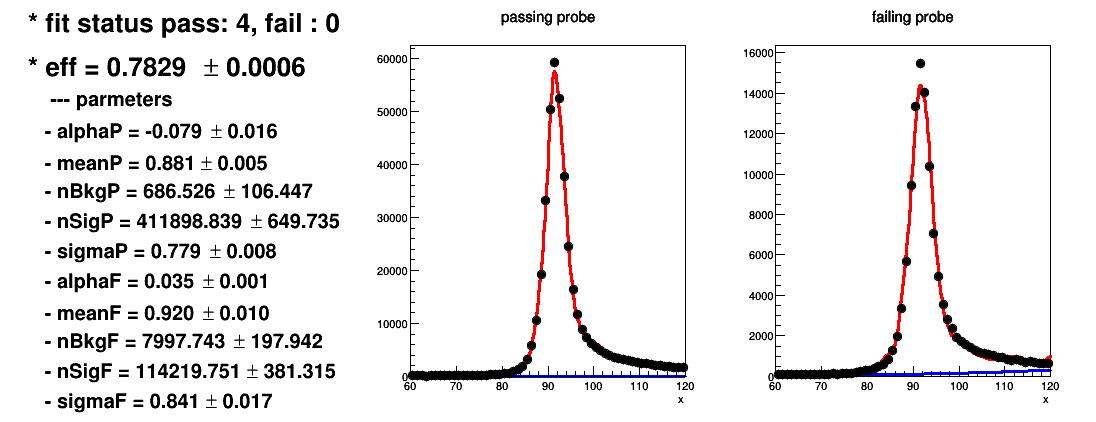 * fit status pass: 4, fail : 0
* eff = 0.7829 ± 0.0006
--- parmeters
- alphaP = -0.079 ± 0.016
- meanP = 0.881 ± 0.005
- nBkgP = 686.526 ± 106.447
- nSigP = 411898.839 ± 649.735
- sigmaP = 0.779 ± 0.008
- alphaF = 0.035 ± 0.001
- meanF = 0.920 ± 0.010
- nBkgF = 7997.743 ± 197.942
- nSigF = 114219.751 ± 381.315
- sigmaF = 0.841 ± 0.017
passing probe
60000
50000
40000
30000
20000
10000
0
60 70 80 90 100 110 120
x
failing probe
16000
14000
12000
10000
8000
6000
4000
2000
0
60 70 80 90 100 110 120
x